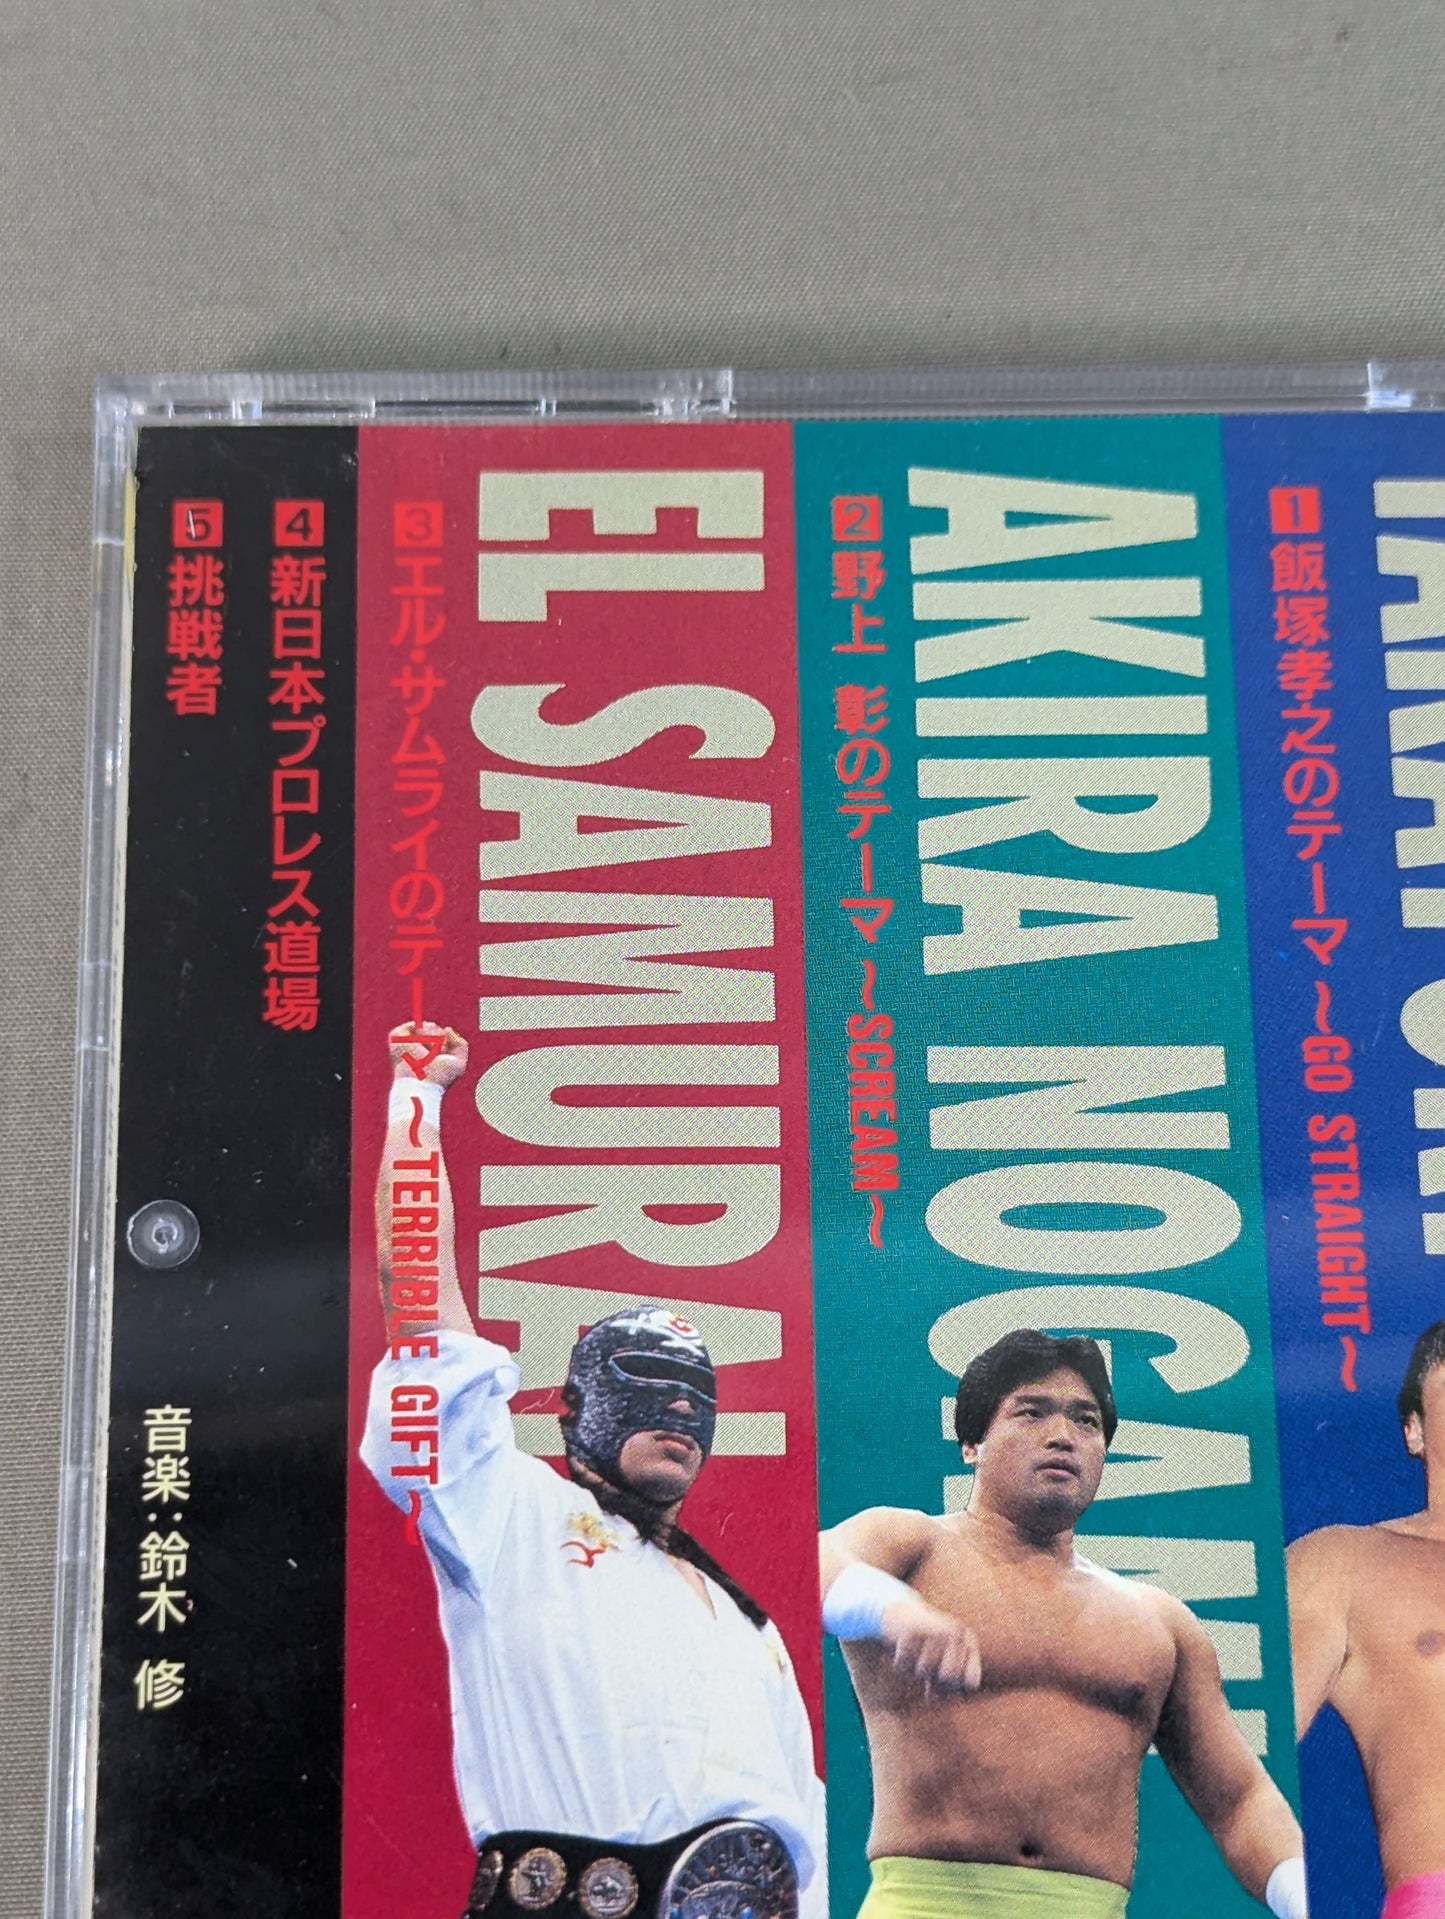 1 飯塚孝之のテーマ 〜GO STRAIGHT〜
AKIRA NOGAMI
2 野上 彰のテーマ 〜SCREAM〜
EL SAMURAI
3 エル・サムライのテーマ 〜TERRIBLE GIFT〜
4 新日本プロレス道場
5 挑戦者
音楽:鈴木 修